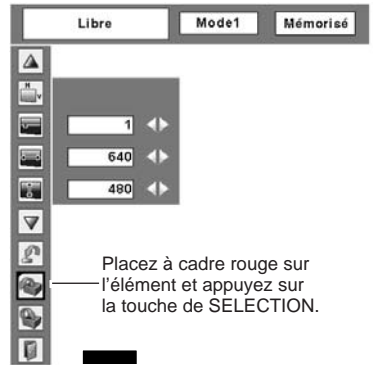 Libre Mode1 Mémorisé
H
V
1
640
480
Placez à cadre rouge sur
l'élément et appuyez sur
la touche de SELECTION.